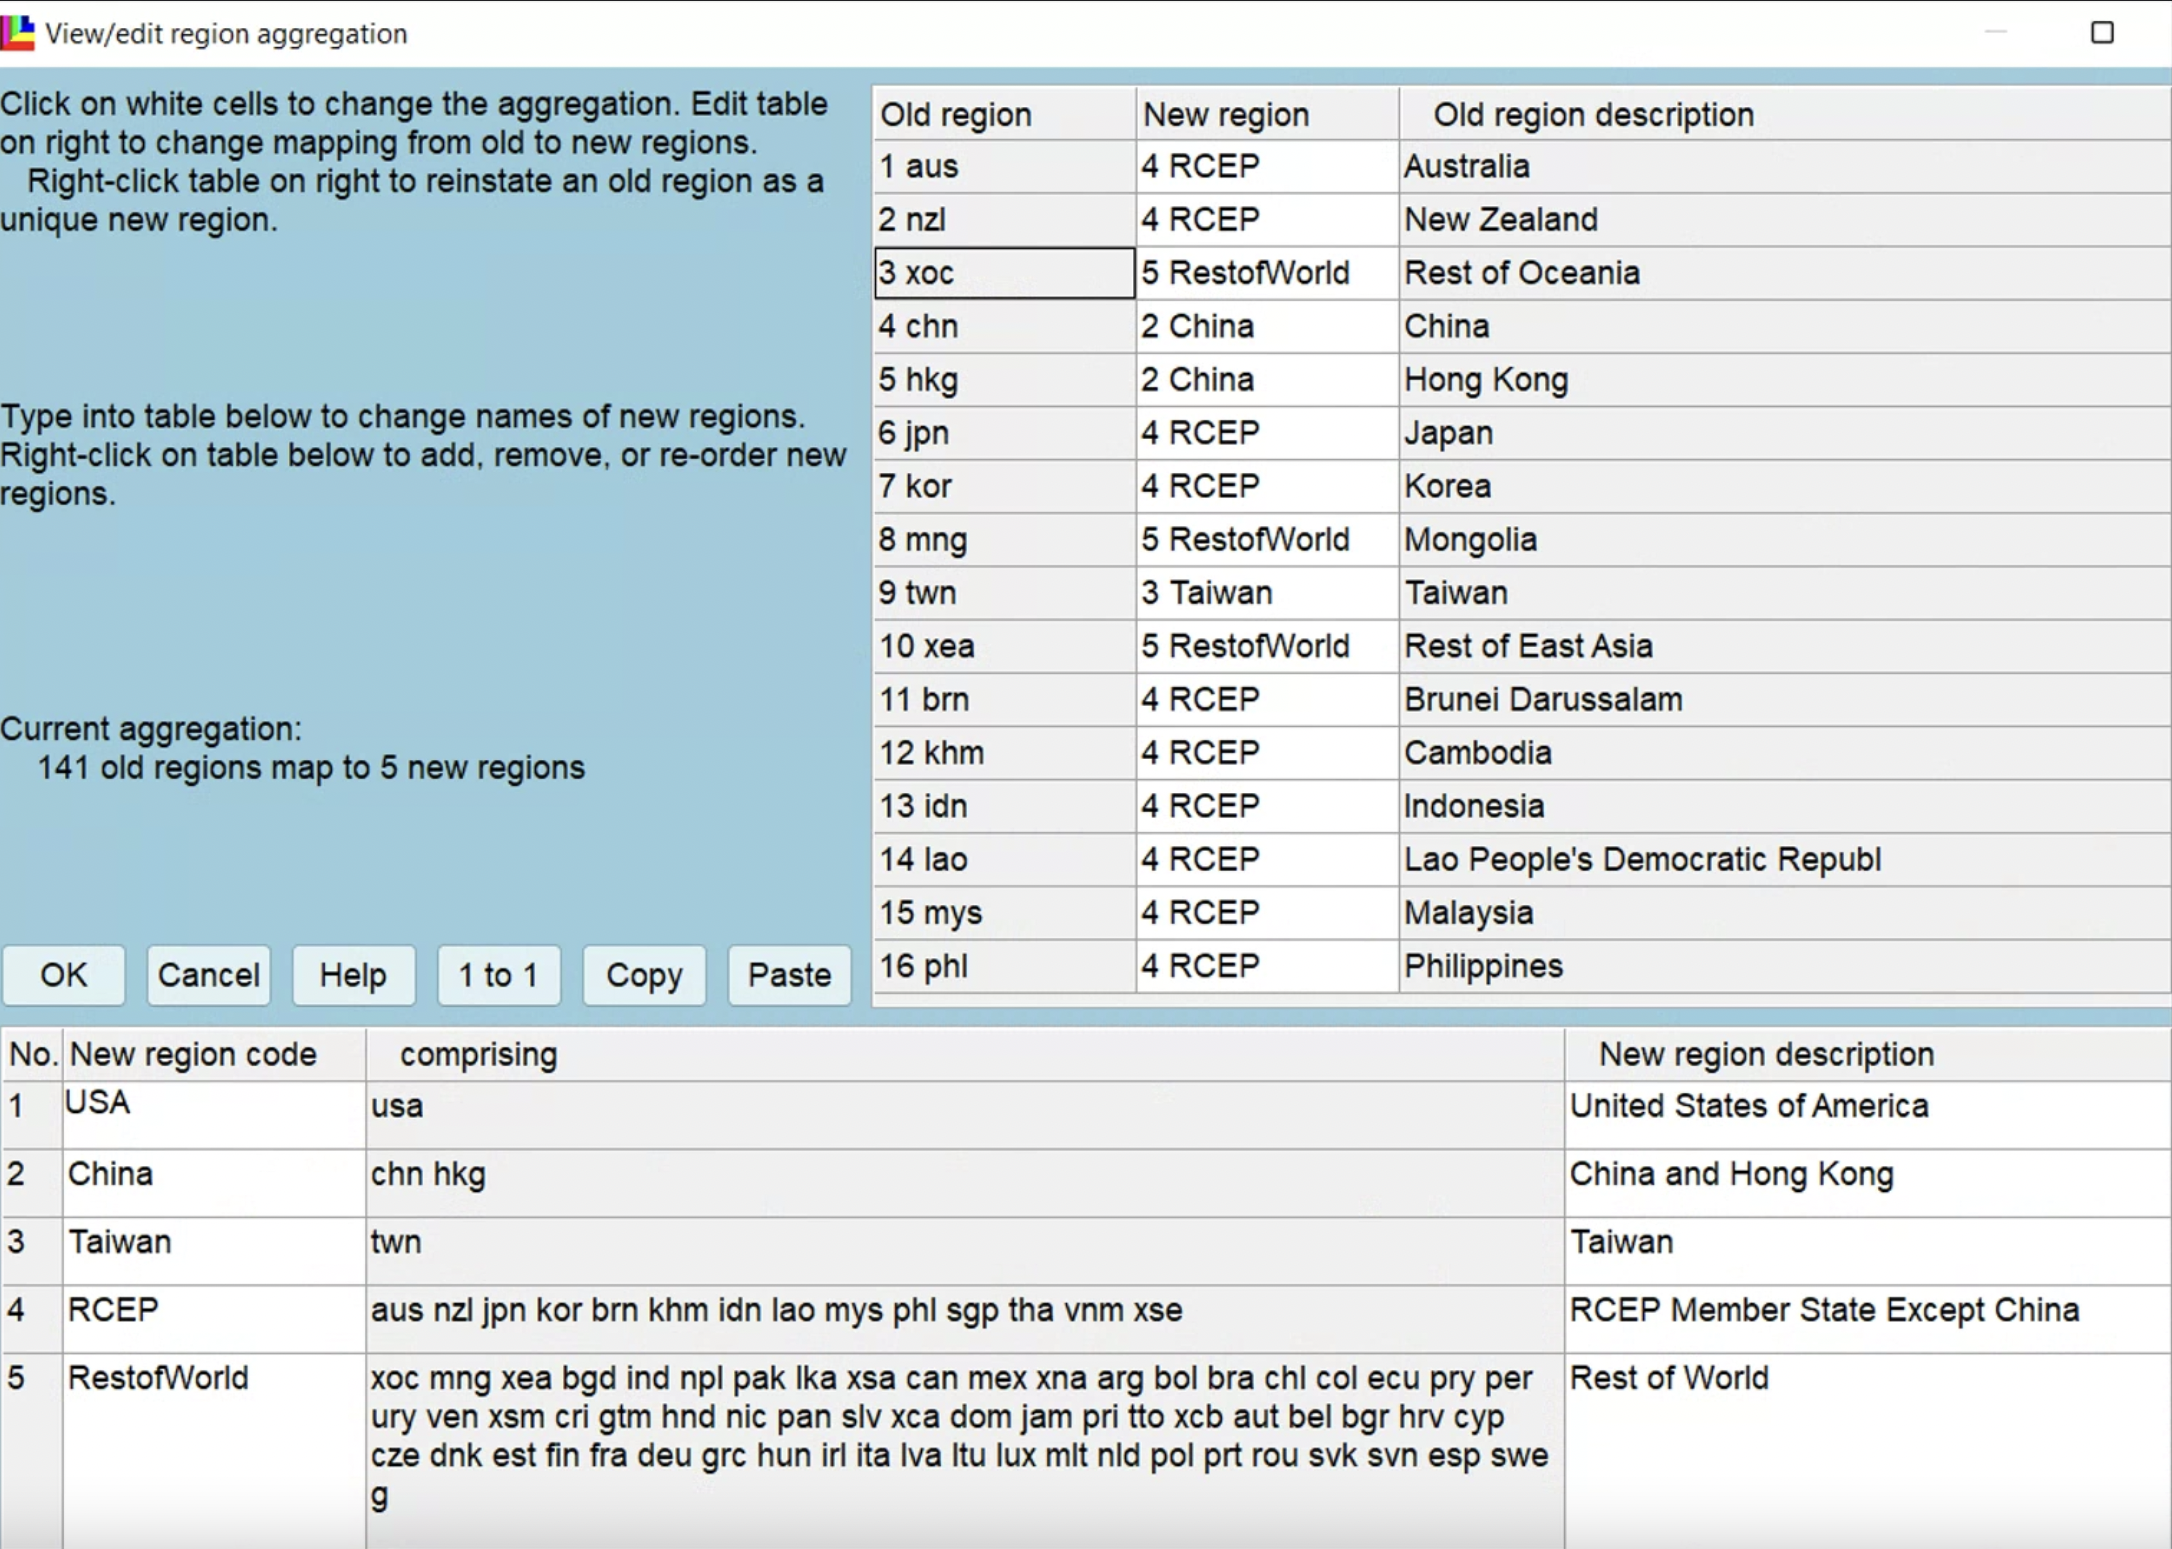 View/edit region aggregation
Click on white cells to change the aggregation. Edit table
on right to change mapping from old to new regions.
Right-click table on right to reinstate an old region as a
unique new region.
Type into table below to change names of new regions.
Right-click on table below to add, remove, or re-order new
regions.
Current aggregation:
141 old regions map to 5 new regions
OK Cancel Help 1 to 1 Copy Paste
Old region New region Old region description
1 aus 4 RCEP Australia
2 nzl 4 RCEP New Zealand
3 xoc 5 RestofWorld Rest of Oceania
4 chn 2 China China
5 hkg 2 China Hong Kong
6 jpn 4 RCEP Japan
7 kor 4 RCEP Korea
8 mng 5 RestofWorld Mongolia
9 twn 3 Taiwan Taiwan
10 xea 5 RestofWorld Rest of East Asia
11 brn 4 RCEP Brunei Darussalam
12 khm 4 RCEP Cambodia
13 idn 4 RCEP Indonesia
14 lao 4 RCEP Lao People's Democratic Republ
15 mys 4 RCEP Malaysia
16 phl 4 RCEP Philippines
No. New region code comprising New region description
1 USA usa United States of America
2 China chn hkg China and Hong Kong
3 Taiwan twn Taiwan
4 RCEP aus nzl jpn kor brn khm idn lao mys phl sgp tha vnm xse RCEP Member State Except China
5 RestofWorld xoc mng xea bgd ind npl pak lka xsa can mex xna arg bol bra chl col ecu pry per Rest of World
ury ven xsm cri gtm hnd nic pan slv xca dom jam pri tto xcb aut bel bgr hrv cyp
cze dnk est fin fra deu grc hun irl ita lva ltu lux mlt nld pol prt rou svk svn esp swe
g